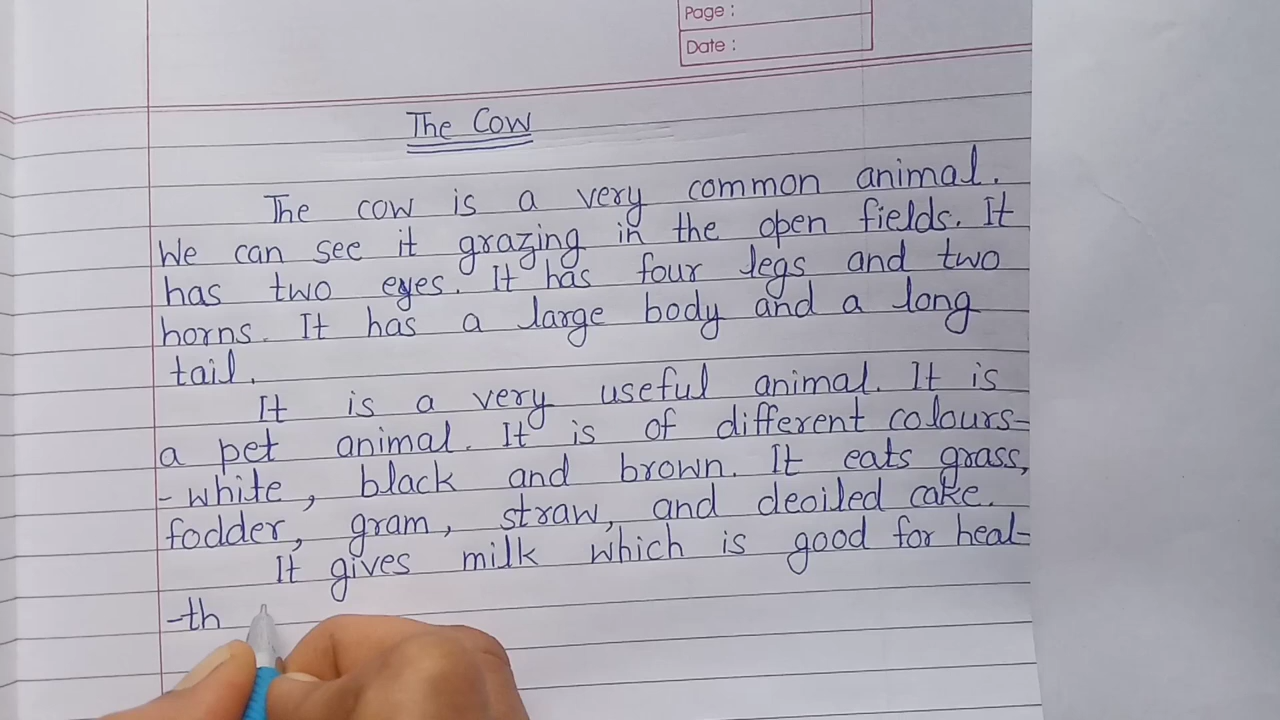 Page :
Date :
The Cow
The cow is a very common animal.
We can see it grazing in the open fields. It
has two eyes. It has four legs and two
horns. It has a large body and a long
tail.
It is a very useful animal. It is
a pet animal. It is of different colours-
-white, black and brown. It eats grass,
fodder, gram, straw, and deoiled cake.
It gives milk which is good for heal-
-th